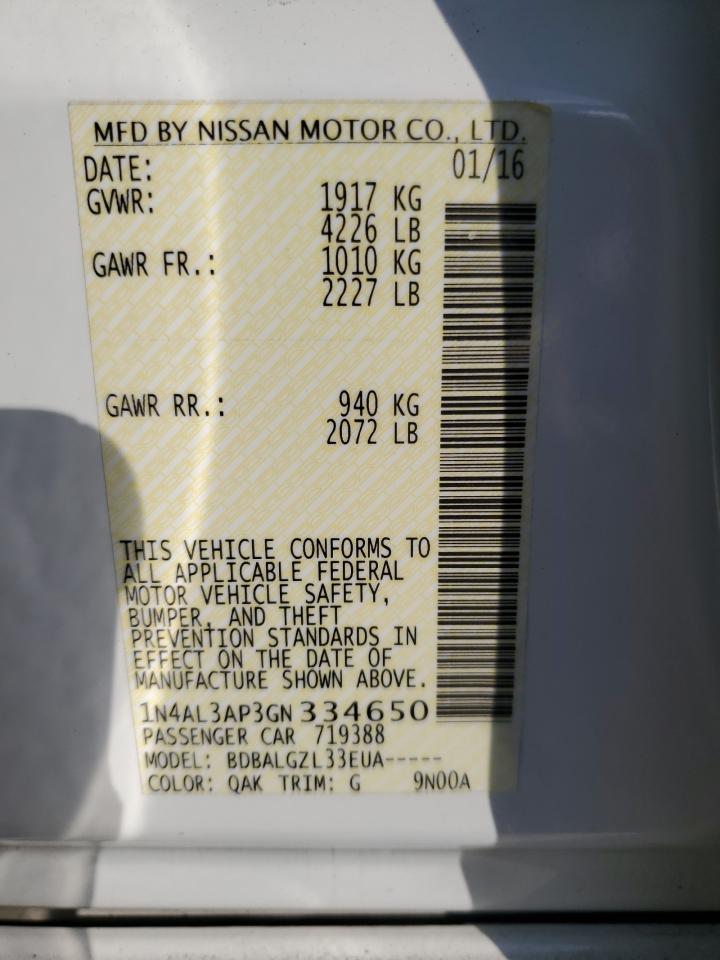 MFD BY NISSAN MOTOR CO., LTD.
DATE: 01/16
GVWR: 1917 KG
4226 LB
GAWR FR.: 1010 KG
2227 LB
GAWR RR.: 940 KG
2072 LB
THIS VEHICLE CONFORMS TO
ALL APPLICABLE FEDERAL
MOTOR VEHICLE SAFETY,
BUMPER, AND THEFT
PREVENTION STANDARDS IN
EFFECT ON THE DATE OF
MANUFACTURE SHOWN ABOVE.
1N4AL3AP3GN334650
PASSENGER CAR 719388
MODEL: BDBALGZL33EUA-----
COLOR: QAK TRIM: G 9N00A